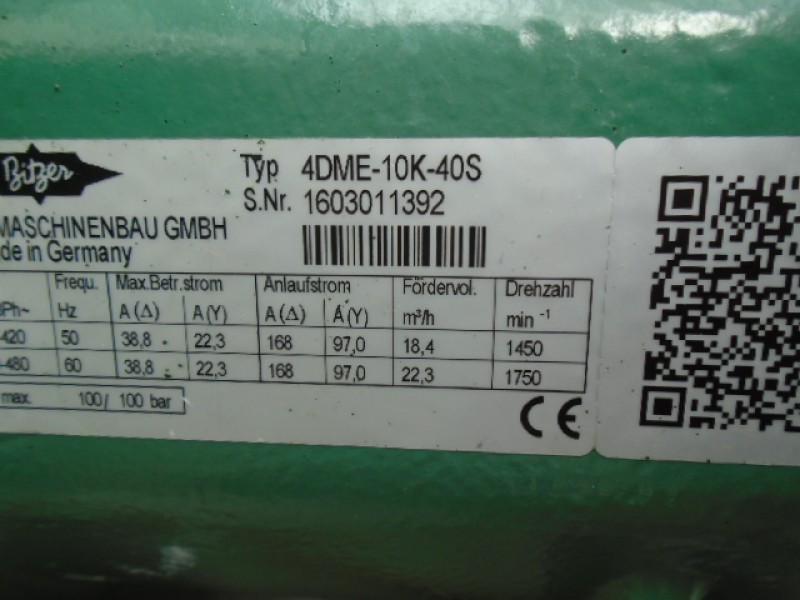 Bitzer
Typ 4DME-10K-40S
S.Nr. 1603011392
MASCHINENBAU GMBH
de in Germany
Frequ. Max.Betr.strom Anlaufstrom Fördervol. Drehzahl
Ph~ Hz A (Δ) A (Y) A (Δ) A (Y) m³/h min -1
-420 50 38,8 22,3 168 97,0 18,4 1450
-480 60 38,8 22,3 168 97,0 22,3 1750
max. 100/ 100 bar
CE